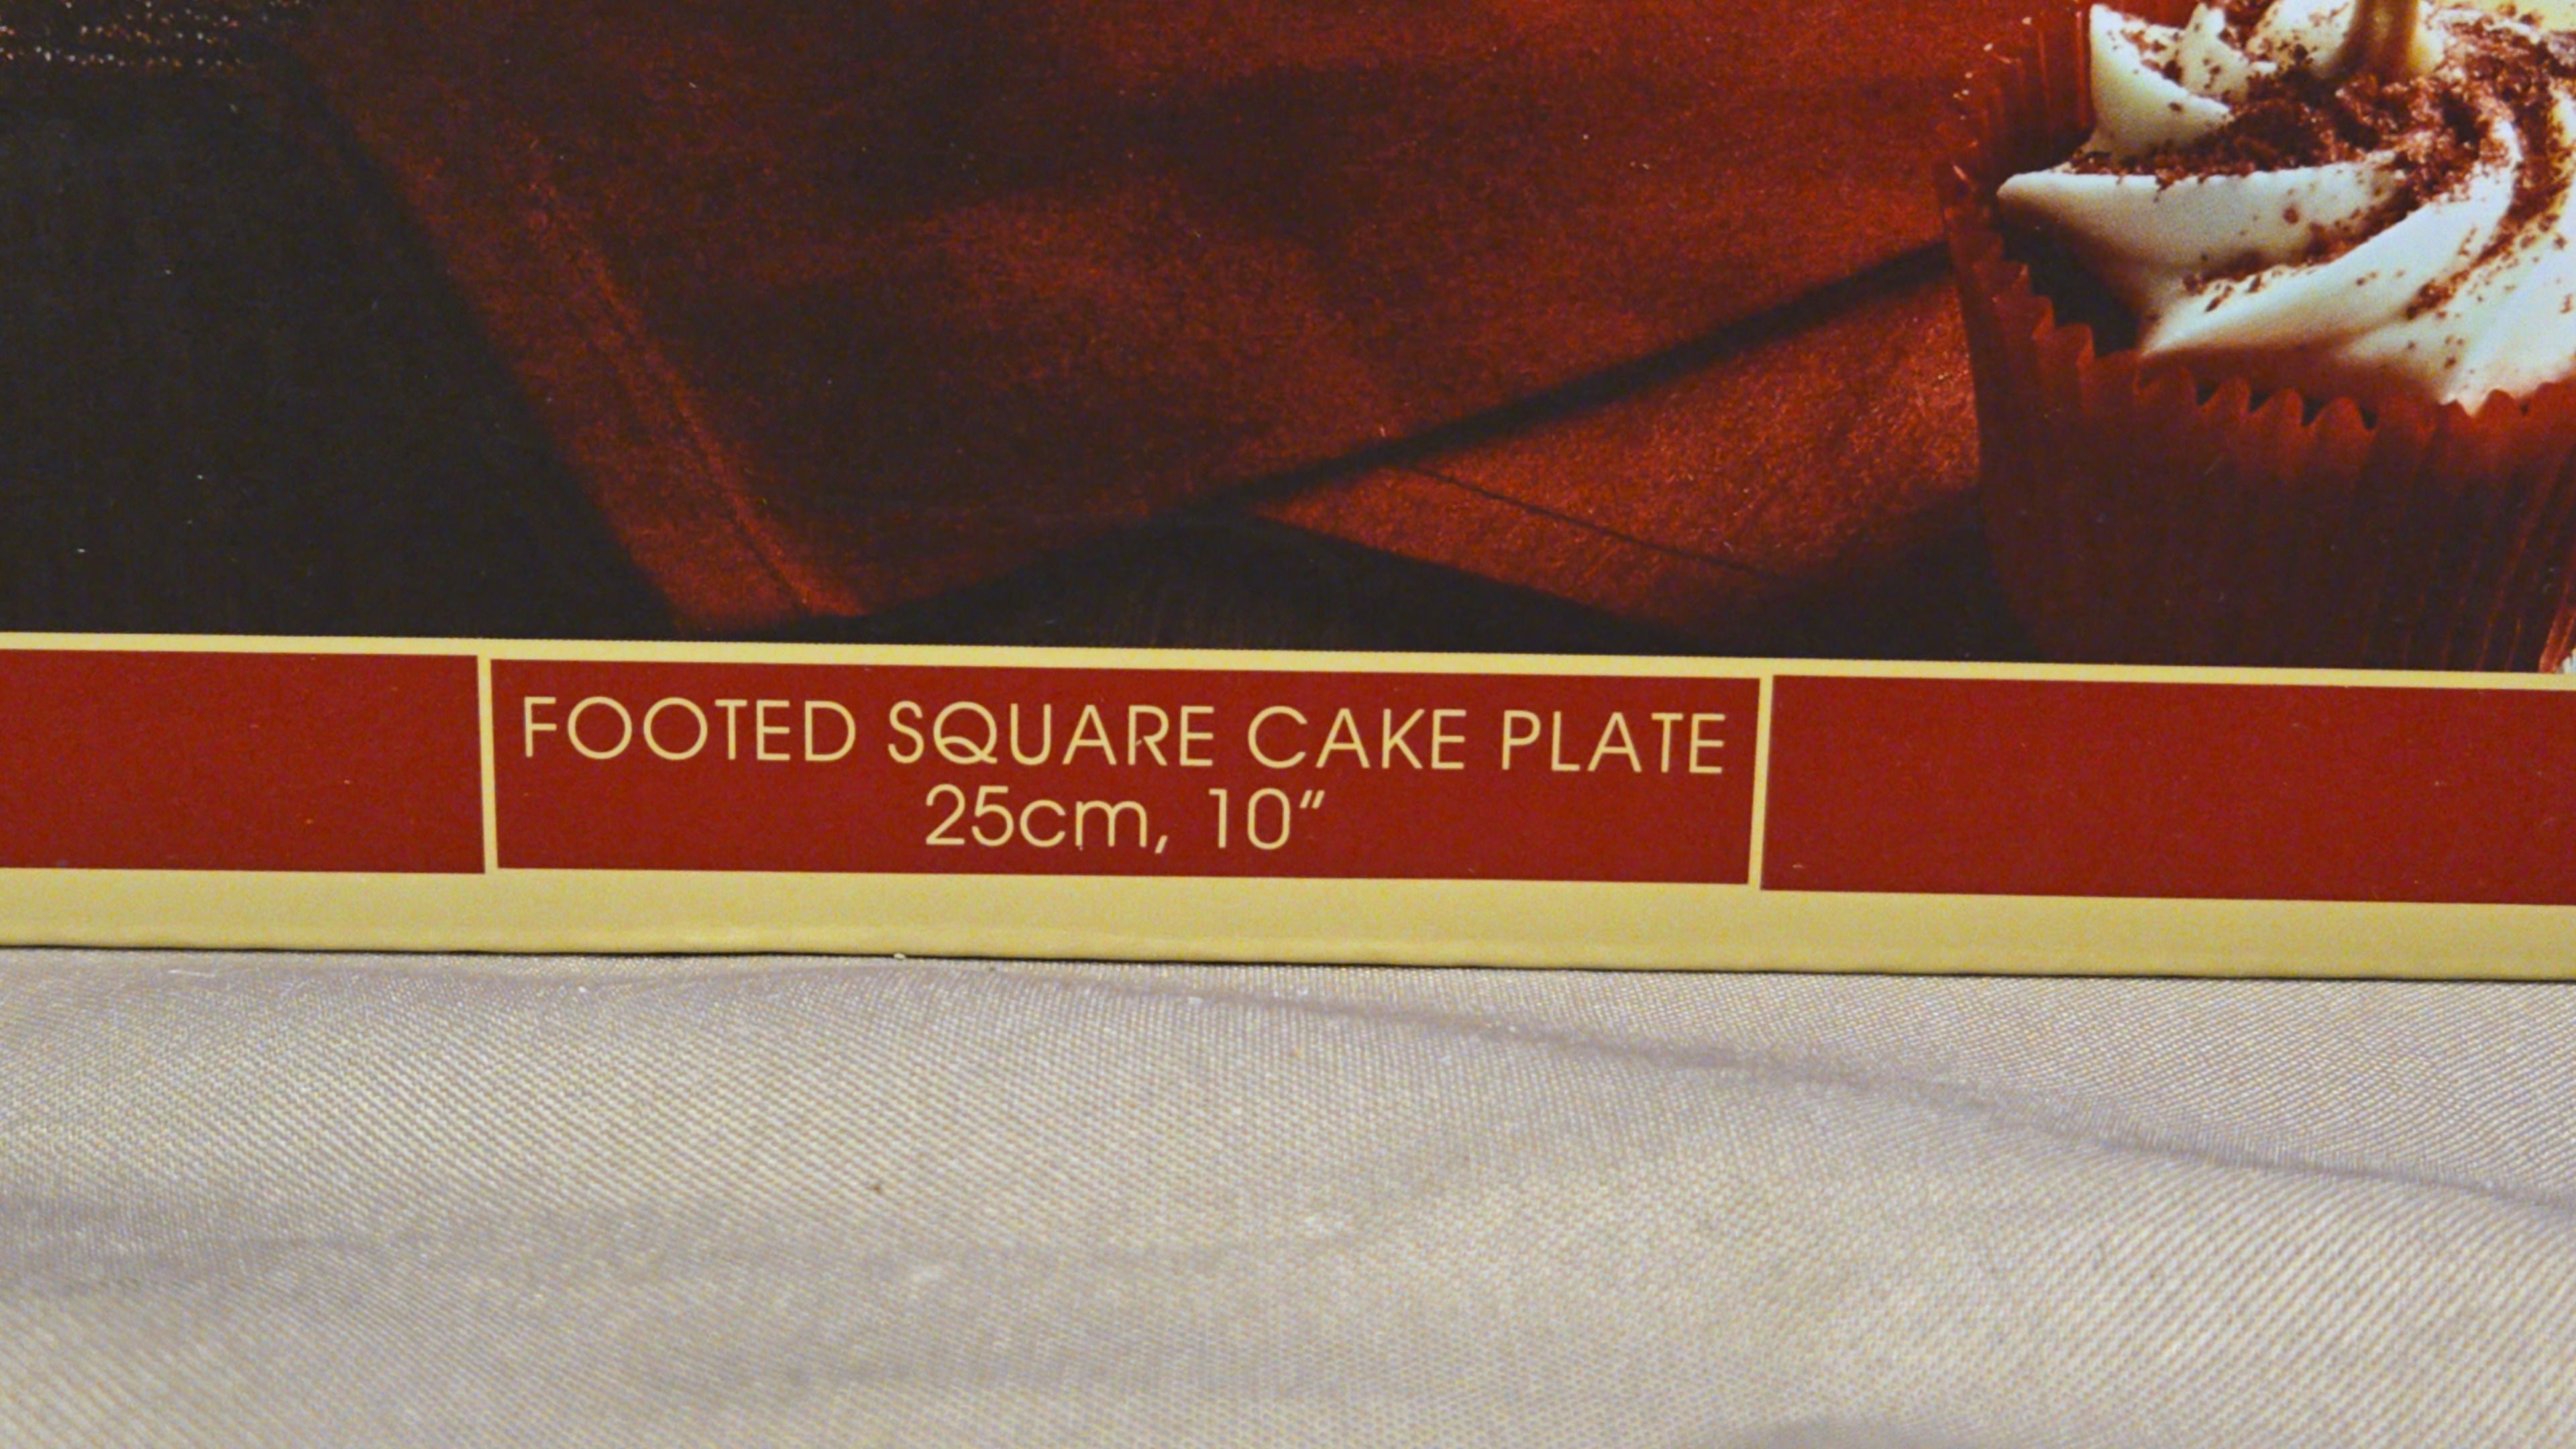 FOOTED SQUARE CAKE PLATE
25cm, 10″